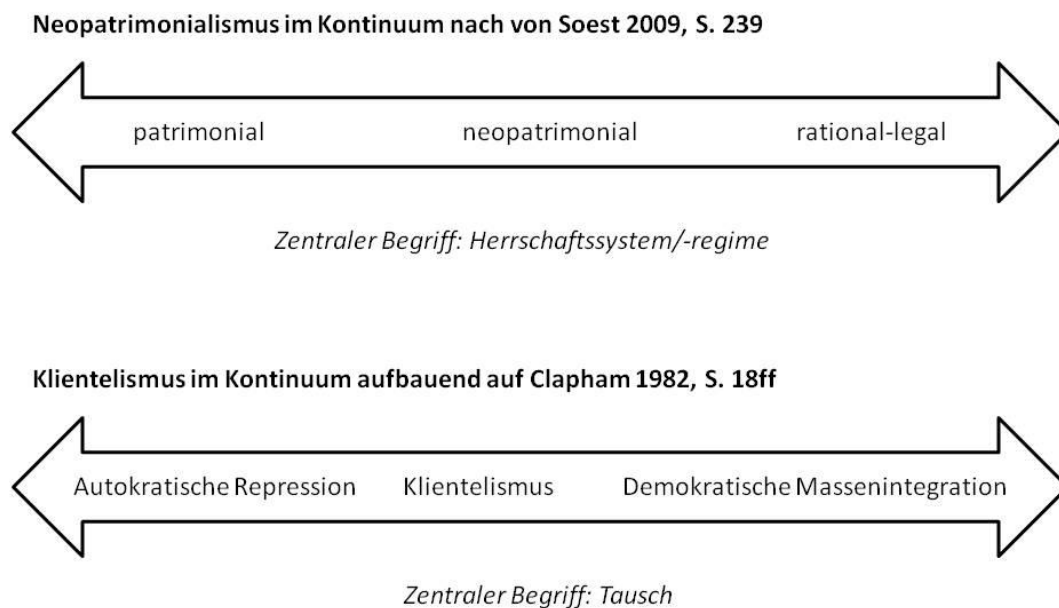 Neopatrimonialismus im Kontinuum nach von Soest 2009, S. 239
patrimonial neopatrimonial rational-legal
Zentraler Begriff: Herrschaftssystem/-regime
Klientelismus im Kontinuum aufbauend auf Clapham 1982, S. 18ff
Autokratische Repression Klientelismus Demokratische Massenintegration
Zentraler Begriff: Tausch